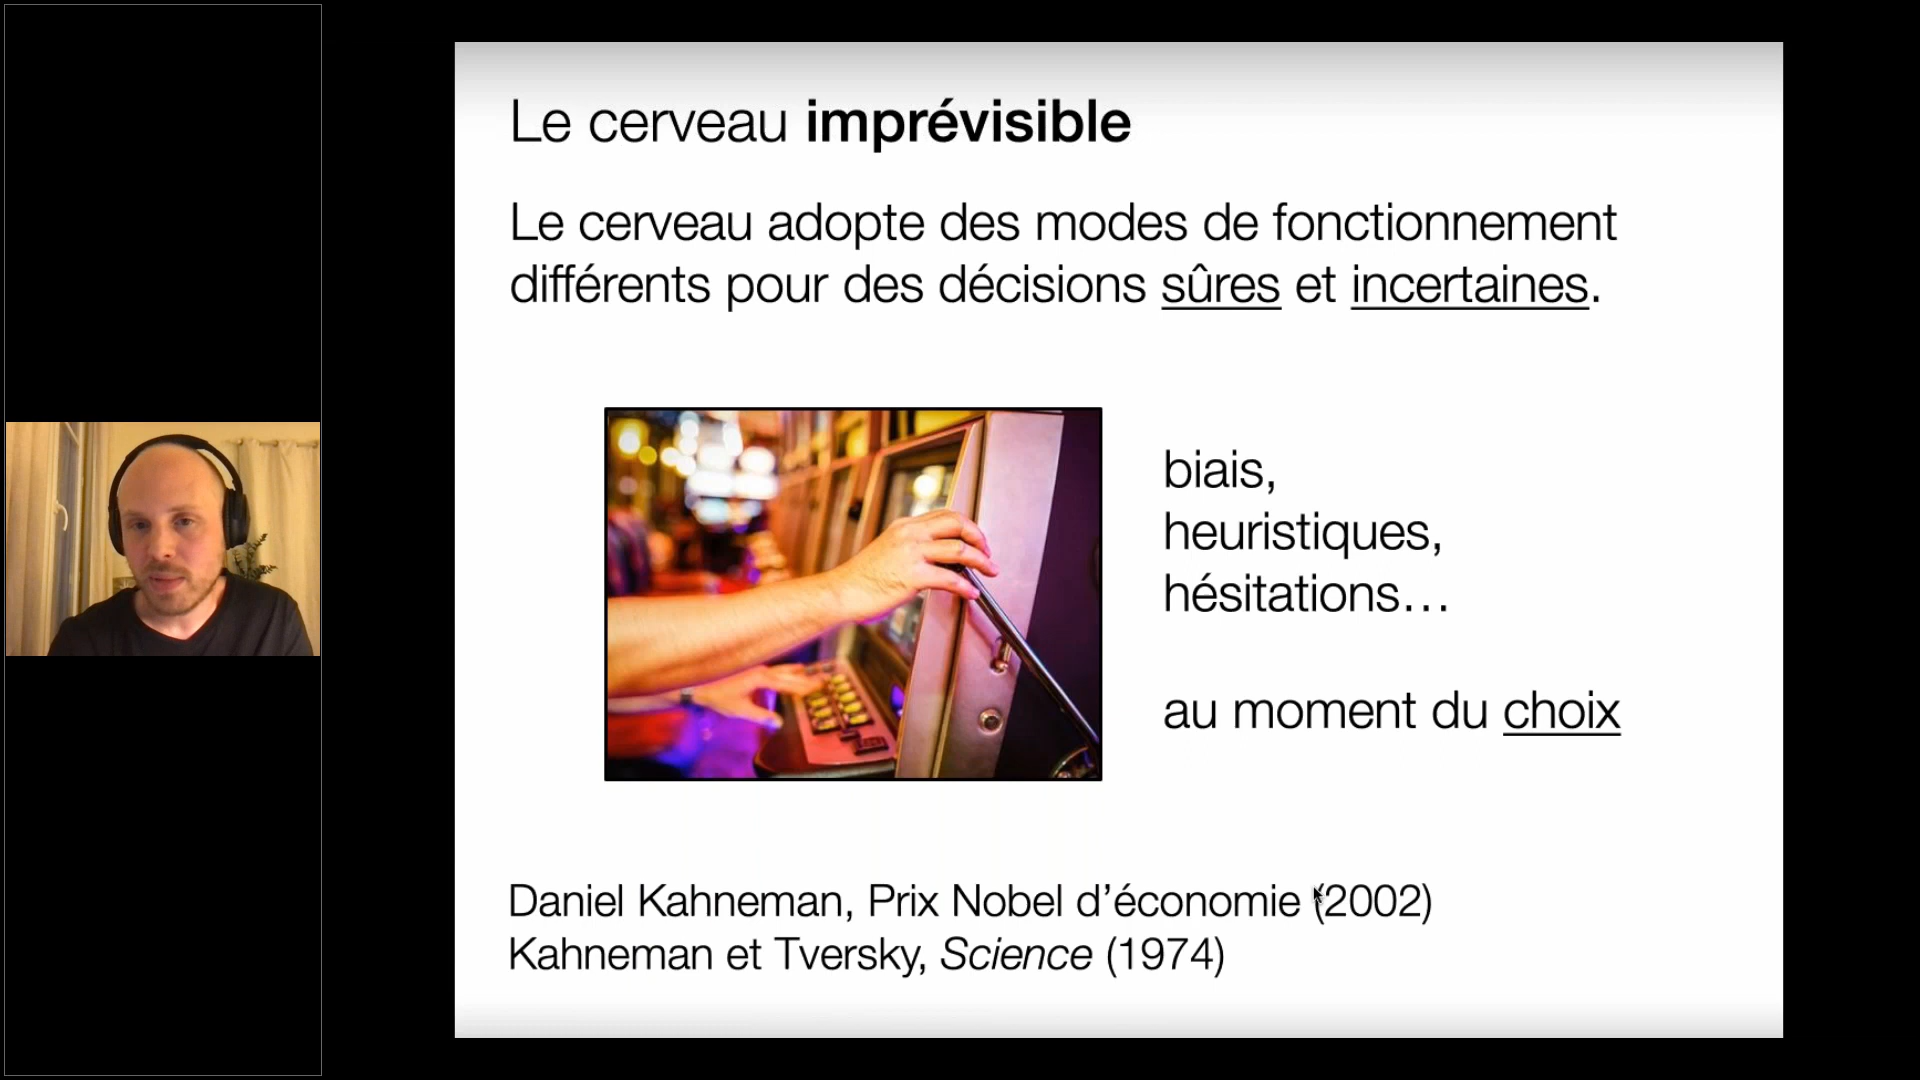 Le cerveau imprévisible
Le cerveau adopte des modes de fonctionnement
différents pour des décisions sûres et incertaines.
biais,
heuristiques,
hésitations…
au moment du choix
Daniel Kahneman, Prix Nobel d’économie (2002)
Kahneman et Tversky, Science (1974)